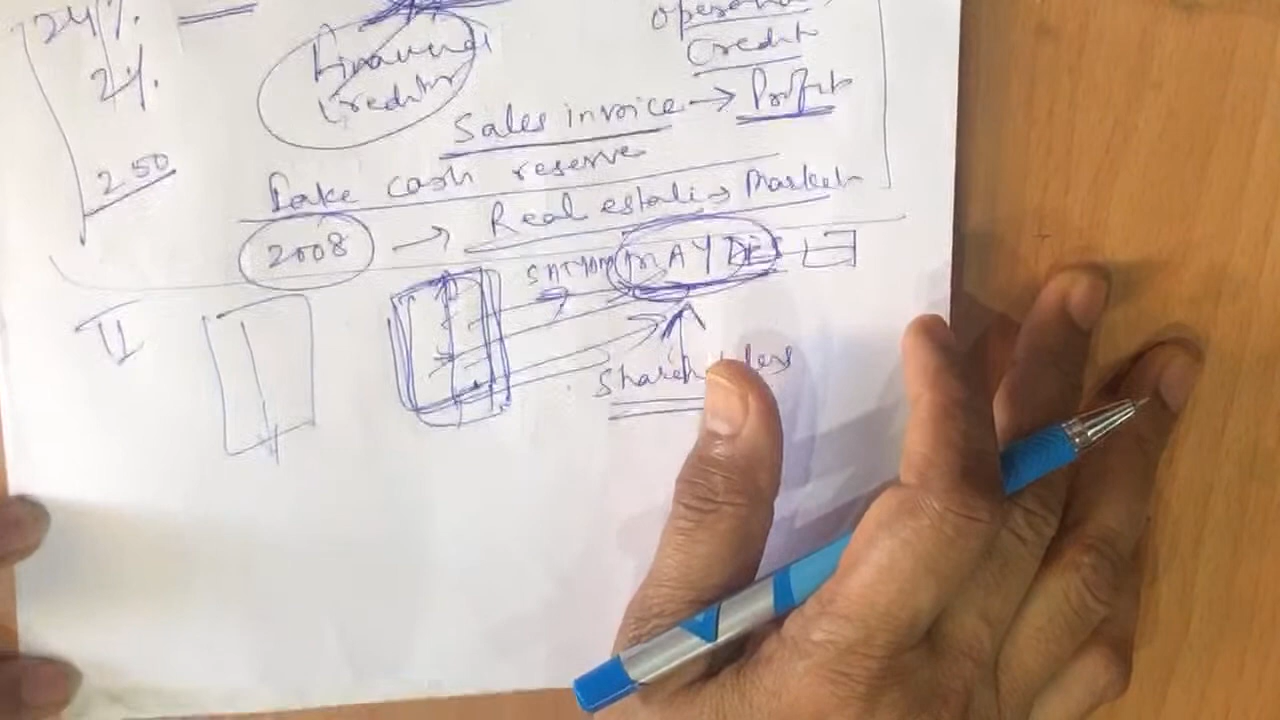 24%
2%
250
Financial
Creditor
Credit
Sales invoice → Profit
Fake cash reserve
2008 → Real estate → Market
SATYAM MAYTAS
II
Shareholders